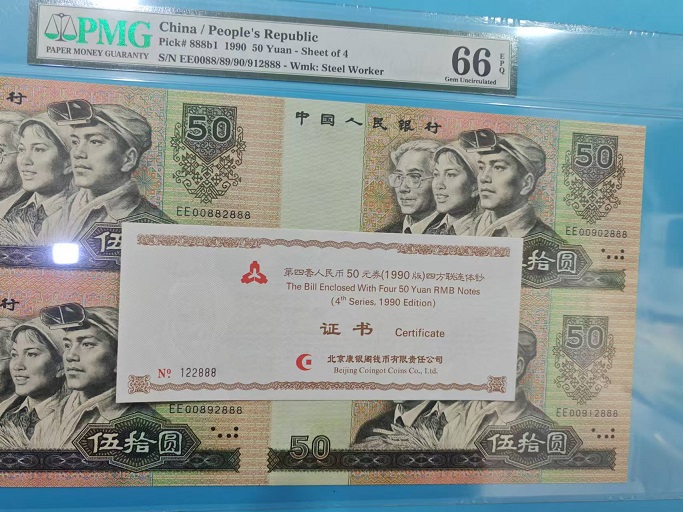 PMG
PAPER MONEY GUARANTY
China / People's Republic
Pick# 888b1 1990 50 Yuan - Sheet of 4
S/N EE0088/89/90/912888 - Wmk: Steel Worker
66
EPQ
Gem Uncirculated
行
50
EE00882888
伍
中国人民银行
50
EE00902888
拾圆
第四套人民币50元券(1990版)四方联连体钞
The Bill Enclosed With Four 50 Yuan RMB Notes
(4th Series, 1990 Edition)
证书 Certificate
北京康银阁钱币有限责任公司
Beijing Coinget Coins Co., Ltd.
No 122888
EE00892888
伍拾圆
50
50
EE00912888
伍拾圆